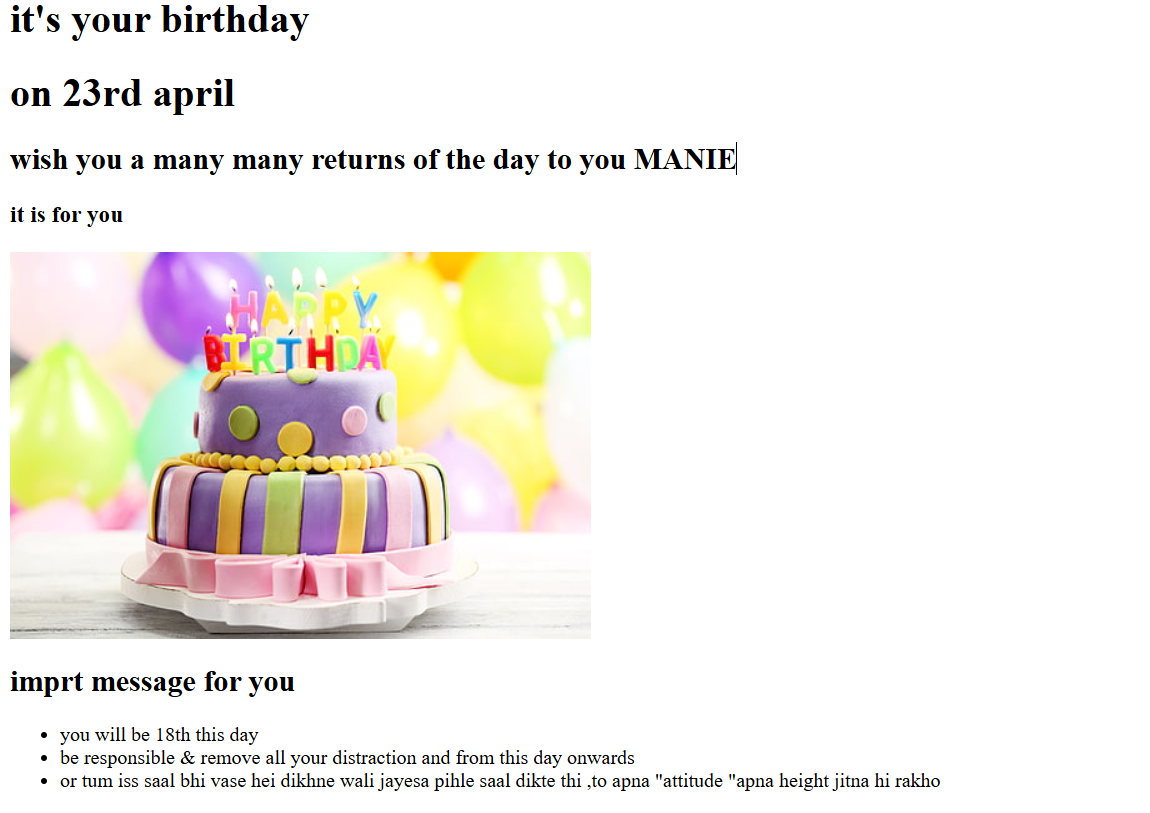 it's your birthday
on 23rd april
wish you a many many returns of the day to you MANIE
it is for you
HAPPY
BIRTHDAY
imprt message for you
you will be 18th this day
be responsible & remove all your distraction and from this day onwards
or tum iss saal bhi vase hei dikhne wali jayesa pihle saal dikte thi ,to apna "attitude "apna height jitna hi rakho